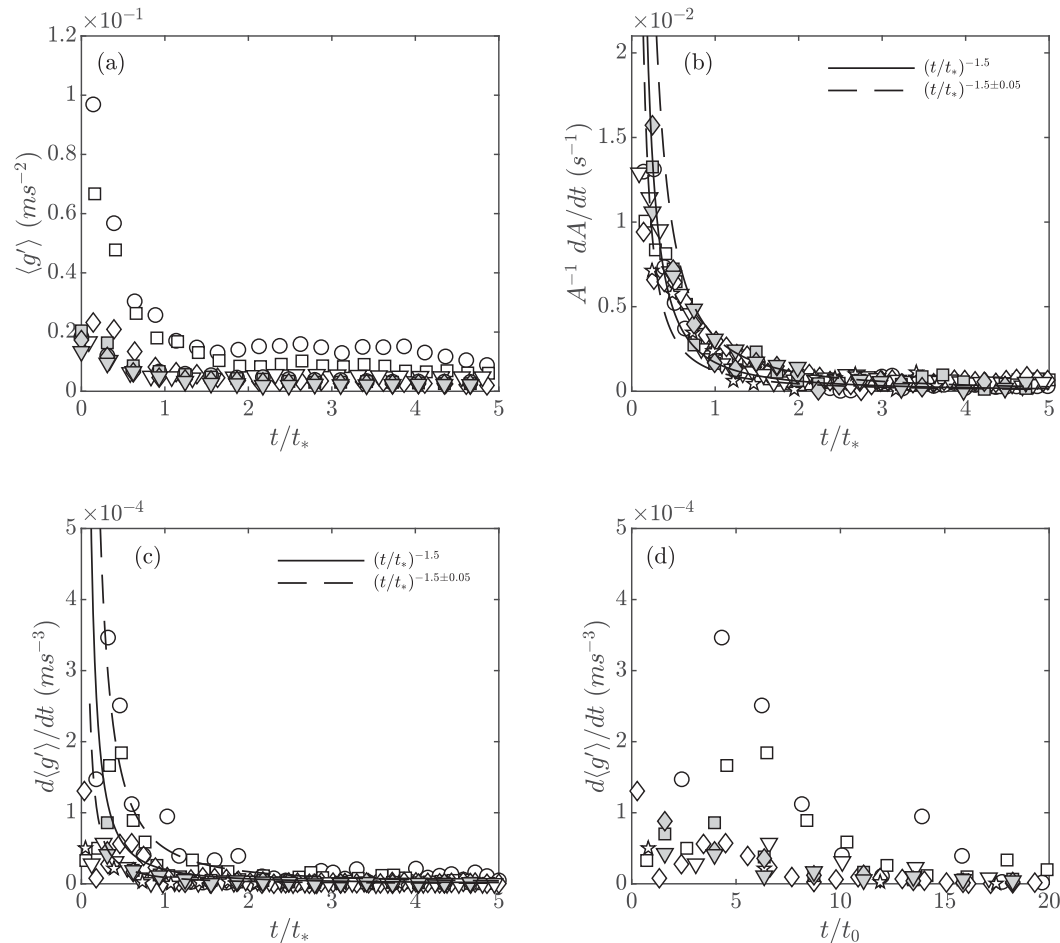 ×10⁻¹
1.2
1
0.8
0.6
0.4
0.2
0
(a)
⟨g′⟩ (ms⁻²)
0 1 2 3 4 5
t/t*
×10⁻²
2
1.5
1
0.5
0
(b)
(t/t*)⁻¹·⁵
(t/t*)⁻¹·⁵±⁰·⁰⁵
A⁻¹ dA/dt (s⁻¹)
0 1 2 3 4 5
t/t*
×10⁻⁴
5
4
3
2
1
0
(c)
(t/t*)⁻¹·⁵
(t/t*)⁻¹·⁵±⁰·⁰⁵
d⟨g′⟩/dt (ms⁻³)
0 1 2 3 4 5
t/t*
×10⁻⁴
5
4
3
2
1
0
(d)
d⟨g′⟩/dt (ms⁻³)
0 5 10 15 20
t/t₀